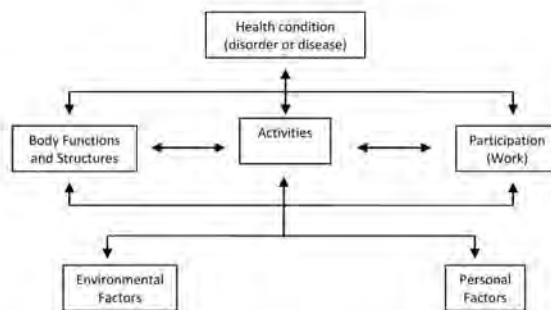 Health condition
(disorder or disease)
Body Functions
and Structures
Activities
Participation
(Work)
Environmental
Factors
Personal
Factors